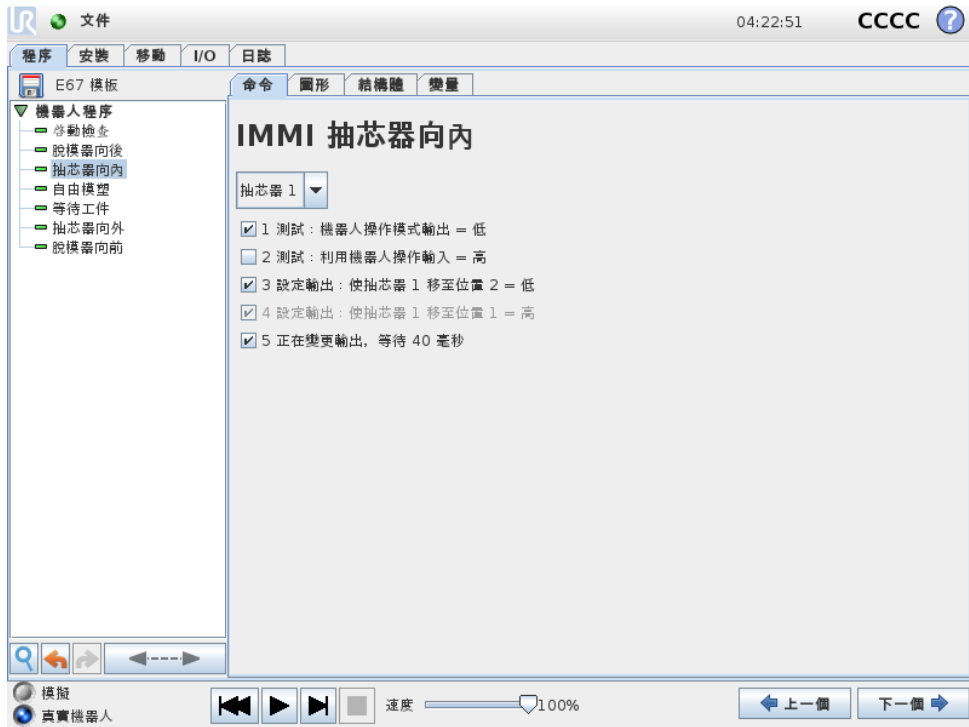 UR 文件 04:22:51 CCCC ?
程序 安裝 移動 I/O 日誌
E67 模板
命令 圖形 結構體 變量
機器人程序
啓動檢查
脫模器向後
抽芯器向內
自由模塑
等待工件
抽芯器向外
脫模器向前
IMMI 抽芯器向內
抽芯器 1
1 測試：機器人操作模式輸出 = 低
2 測試：利用機器人操作輸入 = 高
3 設定輸出：使抽芯器 1 移至位置 2 = 低
4 設定輸出：使抽芯器 1 移至位置 1 = 高
5 正在變更輸出，等待 40 毫秒
模擬
真實機器人
速度 100%
上一個 下一個